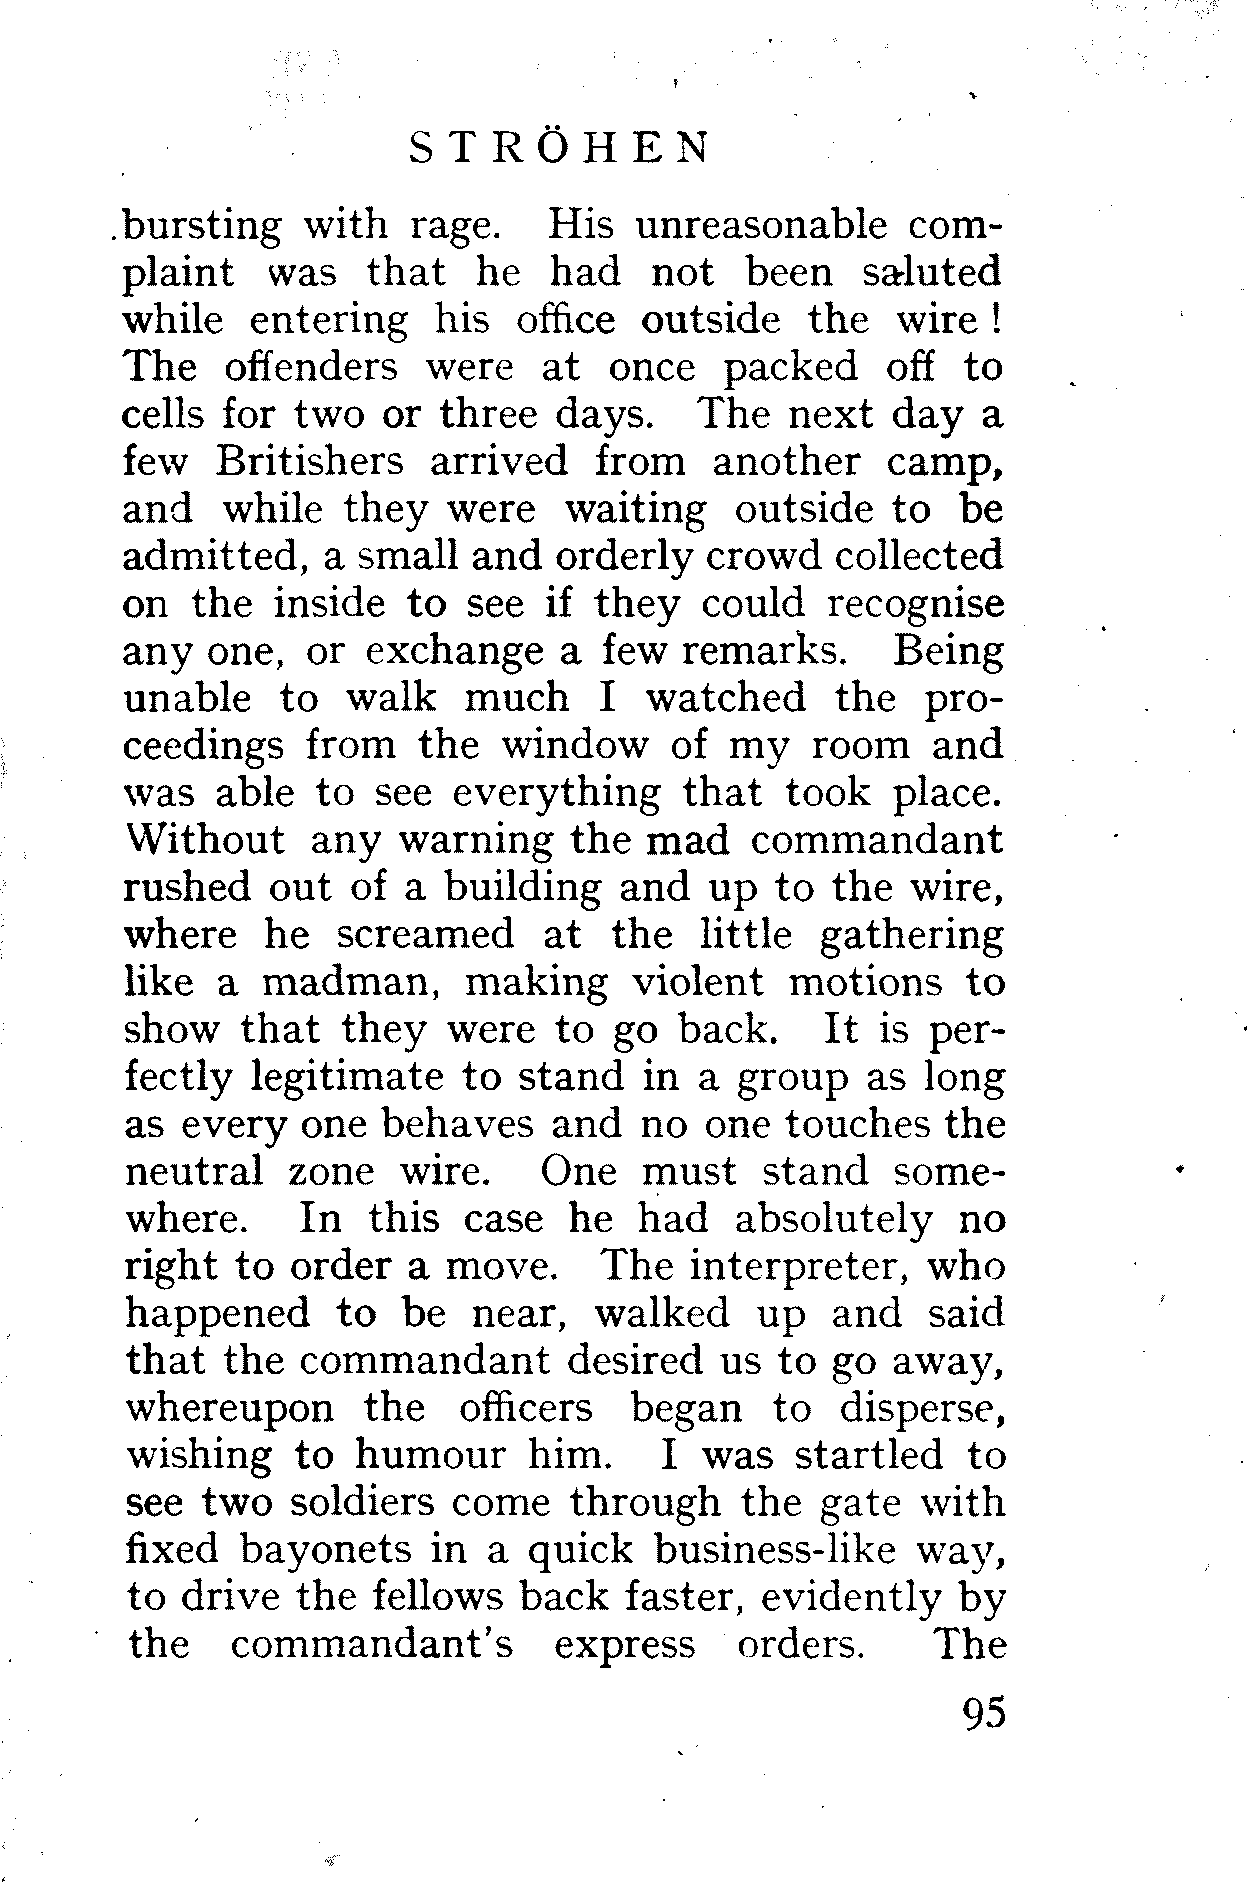 STRÖHEN
bursting with rage. His unreasonable com-
plaint was that he had not been saluted
while entering his office outside the wire !
The offenders were at once packed off to
cells for two or three days. The next day a
few Britishers arrived from another camp,
and while they were waiting outside to be
admitted, a small and orderly crowd collected
on the inside to see if they could recognise
any one, or exchange a few remarks. Being
unable to walk much I watched the pro-
ceedings from the window of my room and
was able to see everything that took place.
Without any warning the mad commandant
rushed out of a building and up to the wire,
where he screamed at the little gathering
like a madman, making violent motions to
show that they were to go back. It is per-
fectly legitimate to stand in a group as long
as every one behaves and no one touches the
neutral zone wire. One must stand some-
where. In this case he had absolutely no
right to order a move. The interpreter, who
happened to be near, walked up and said
that the commandant desired us to go away,
whereupon the officers began to disperse,
wishing to humour him. I was startled to
see two soldiers come through the gate with
fixed bayonets in a quick business-like way,
to drive the fellows back faster, evidently by
the commandant's express orders. The
95